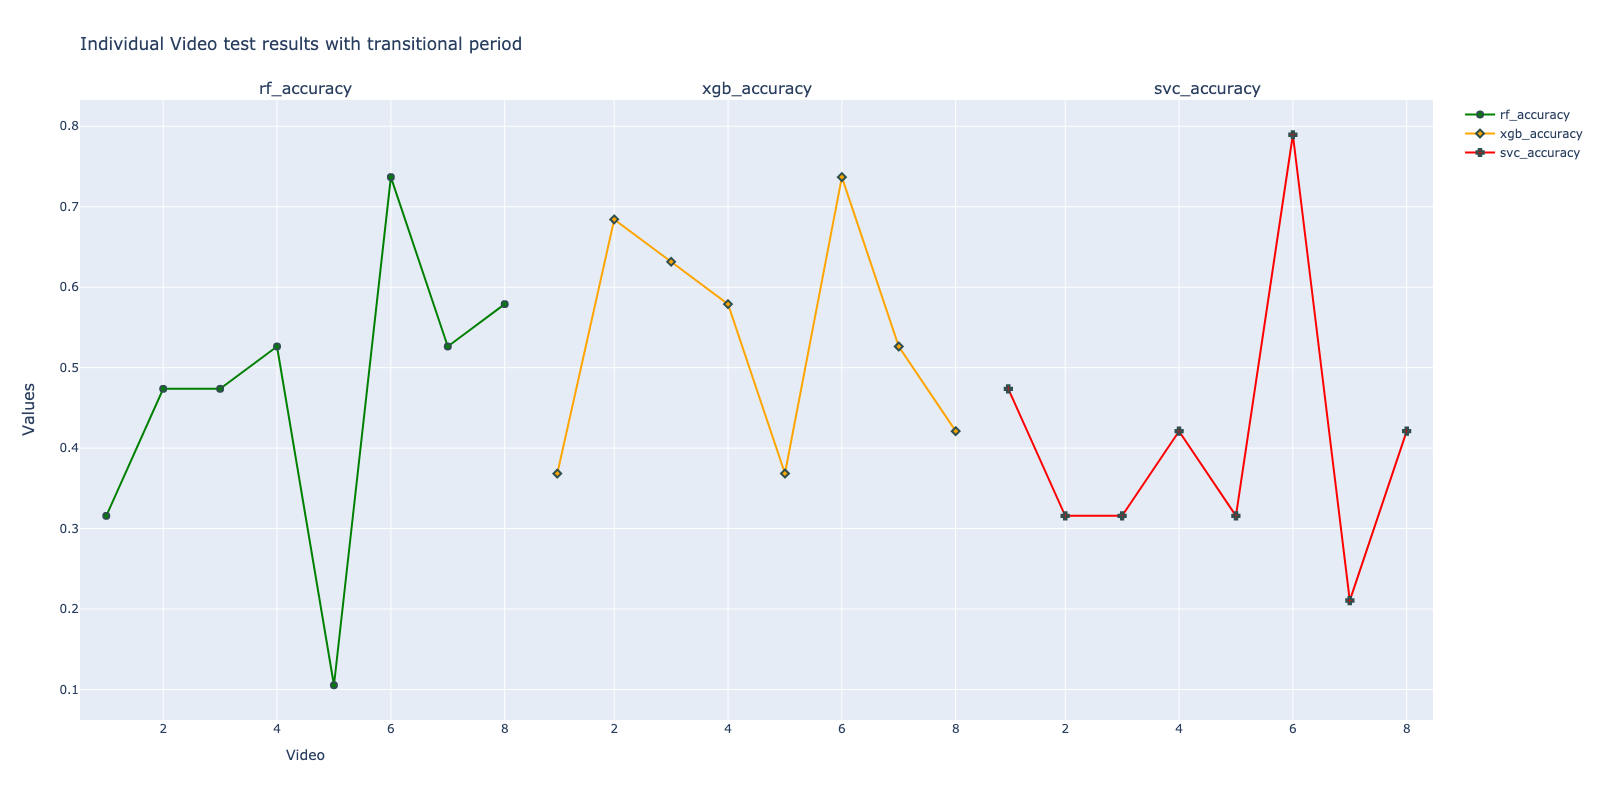 Individual Video test results with transitional period
rf_accuracy xgb_accuracy svc_accuracy
rf_accuracy
xgb_accuracy
svc_accuracy
0.8
0.7
0.6
0.5
0.4
0.3
0.2
0.1
Values
2 4 6 8 2 4 6 8 2 4 6 8
Video